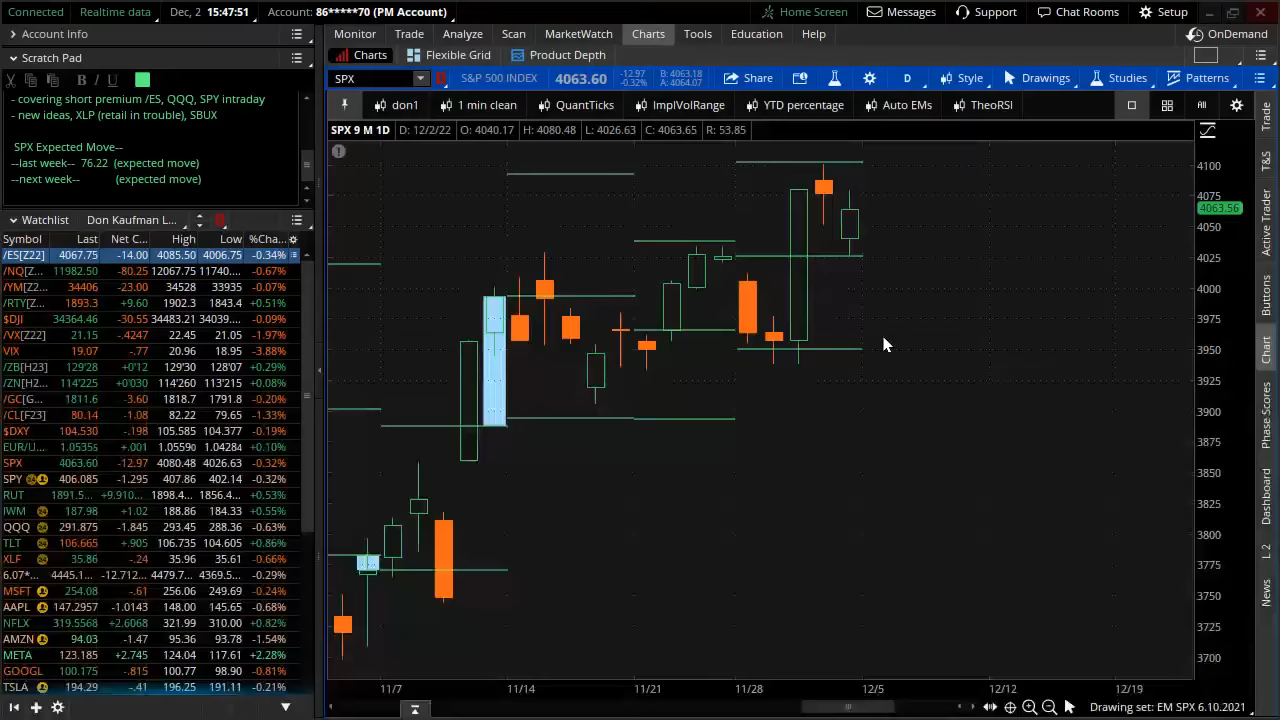 Connected Realtime data Dec, 2 15:47:51 Account: 86*****70 (PM Account) Home Screen Messages Support Chat Rooms Setup
Account Info
Monitor Trade Analyze Scan MarketWatch Charts Tools Education Help OnDemand
Scratch Pad
Charts Flexible Grid Product Depth
B / U
SPX S&P 500 INDEX 4063.60 -12.97 -0.32% B: 4063.18 A: 4064.07 Share D Style Drawings Studies Patterns
- covering short premium /ES, QQQ, SPY intraday
- new ideas, XLP (retail in trouble), SBUX
SPX Expected Move--
--last week-- 76.22 (expected move)
--next week-- (expected move)
don1 1 min clean QuantTicks ImplVolRange YTD percentage Auto EMs TheoRSI All
SPX 9 M 1D D: 12/2/22 O: 4040.17 H: 4080.48 L: 4026.63 C: 4063.65 R: 53.85
Watchlist Don Kaufman L...
Symbol Last Net C... High Low %Cha...
/ES[Z22] 4067.75 -14.00 4085.50 4006.75 -0.34%
/NQ[Z... 11982.50 -80.25 12067.75 11740.... -0.67%
/YM[Z2... 34406 -23.00 34528 33935 -0.07%
/RTY[Z... 1893.3 +9.60 1902.3 1843.4 +0.51%
$DJI 34364.46 -30.55 34483.21 34039.... -0.09%
/VX[Z22] 21.15 -.4247 22.45 21.05 -1.97%
VIX 19.07 -.77 20.96 18.95 -3.88%
/ZB[H23] 129'28 +0'12 130'30 128'07 +0.29%
/ZN[H2... 114'225 +0'030 114'260 113'215 +0.08%
/GC[G... 1811.6 -3.60 1818.7 1791.8 -0.20%
/CL[F23] 80.14 -1.08 82.22 79.65 -1.33%
$DXY 104.530 -.198 105.585 104.377 -0.19%
EUR/U... 1.0535s +.001 1.0559 1.04284 +0.10%
SPX 4063.60 -12.97 4080.48 4026.63 -0.32%
SPY 406.085 -1.295 407.86 402.14 -0.32%
RUT 1891.5... +9.910... 1898.4... 1856.4... +0.53%
IWM 187.98 +1.02 188.86 184.33 +0.55%
QQQ 291.875 -1.845 293.45 288.36 -0.63%
TLT 106.665 +.905 106.735 104.605 +0.86%
XLF 35.86 -.24 35.96 35.61 -0.66%
6.07*... 4445.1... -12.712... 4479.7... 4369.5... -0.29%
MSFT 254.08 -.61 256.06 249.69 -0.24%
AAPL 147.2957 -1.0143 148.00 145.65 -0.68%
NFLX 319.5568 +2.6068 321.99 310.00 +0.82%
AMZN 94.03 -1.47 95.36 93.78 -1.54%
META 123.185 +2.745 124.04 117.61 +2.28%
GOOGL 100.175 -.815 100.77 98.90 -0.81%
TSLA 194.29 -.41 196.25 191.11 -0.21%
4100
4075
4063.56
4050
4025
4000
3975
3950
3925
3900
3875
3850
3825
3800
3775
3750
3725
3700
11/7 11/14 11/21 11/28 12/5 12/12 12/19
Drawing set: EM SPX 6.10.2021
Trade
T&S
Active Trader
Buttons
Chart
Phase Scores
Dashboard
L 2
News